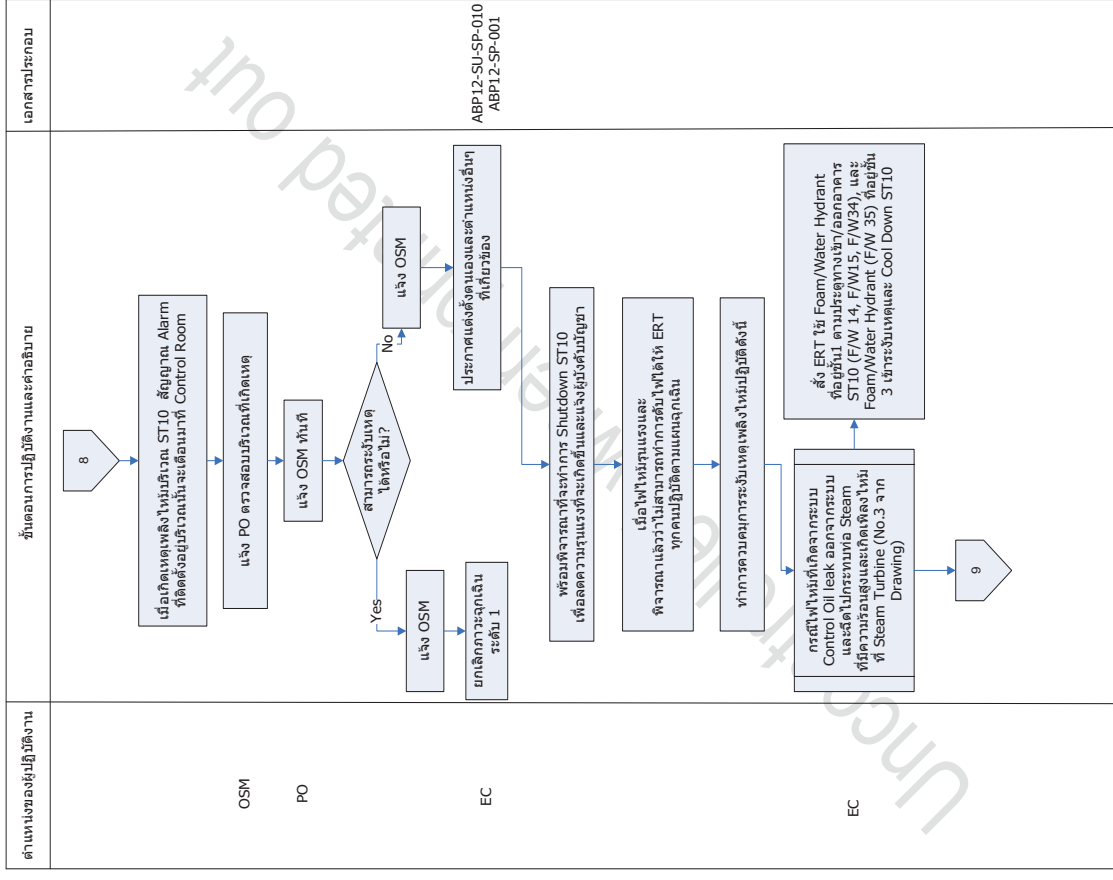 ตำแหน่งของผู้ปฏิบัติงาน
ขั้นตอนการปฏิบัติงานและคำอธิบาย
เอกสารประกอบ
8
เมื่อเกิดเหตุเพลิงไหม้บริเวณ ST10 สัญญาณ Alarm
ที่ติดตั้งอยู่บริเวณนั้นจะเตือนมาที่ Control Room
OSM
แจ้ง PO ตรวจสอบบริเวณที่เกิดเหตุ
PO
แจ้ง OSM ทันที
สามารถระงับเหตุ
ได้หรือไม่?
Yes
No
แจ้ง OSM
แจ้ง OSM
ยกเลิกภาวะฉุกเฉิน
ระดับ 1
EC
ประกาศแต่งตั้งตนเองและตำแหน่งอื่นๆ
ที่เกี่ยวข้อง
ABP12-SU-SP-010
ABP12-SP-001
พร้อมพิจารณาที่จะทำการ Shutdown ST10
เพื่อลดความรุนแรงที่จะเกิดขึ้นและแจ้งผู้บังคับบัญชา
เมื่อไฟไหม้รุนแรงและ
พิจารณาแล้วว่าไม่สามารถทำการดับไฟได้ให้ ERT
ทุกคนปฏิบัติตามแผนฉุกเฉิน
ทำการควบคุมการระงับเหตุเพลิงไหม้ปฏิบัติดังนี้
EC
กรณีไฟไหม้ที่เกิดจากระบบ
Control Oil leak ออกจากระบบ
และฉีดไปกระทบท่อ Steam
ที่มีความร้อนสูงและเกิดเพลิงไหม้
ที่ Steam Turbine (No.3 จาก
Drawing)
สั่ง ERT ใช้ Foam/Water Hydrant
ที่อยู่ชั้น1 ตามประตูทางเข้า/ออกอาคาร
ST10 (F/W 14, F/W15, F/W34), และ
Foam/Water Hydrant (F/W 35) ที่อยู่ชั้น
3 เข้าระงับเหตุและ Cool Down ST10
9